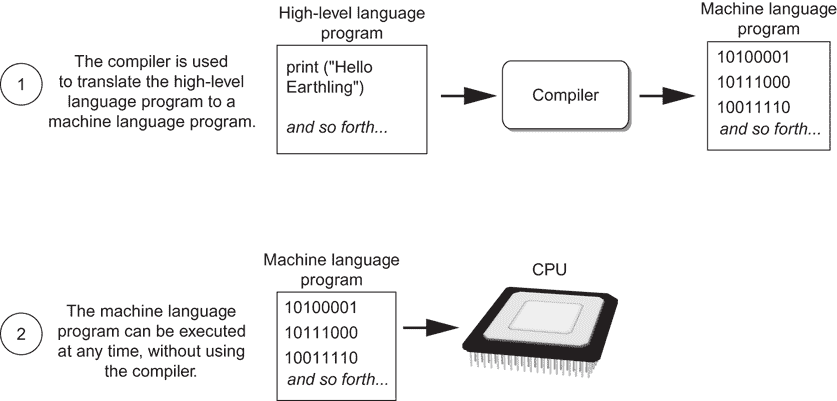 1
The compiler is used
to translate the high-level
language program to a
machine language program.
High-level language
program
print ("Hello
Earthling")
and so forth...
Compiler
Machine language
program
10100001
10111000
10011110
and so forth...
2
The machine language
program can be executed
at any time, without using
the compiler.
Machine language
program
10100001
10111000
10011110
and so forth...
CPU